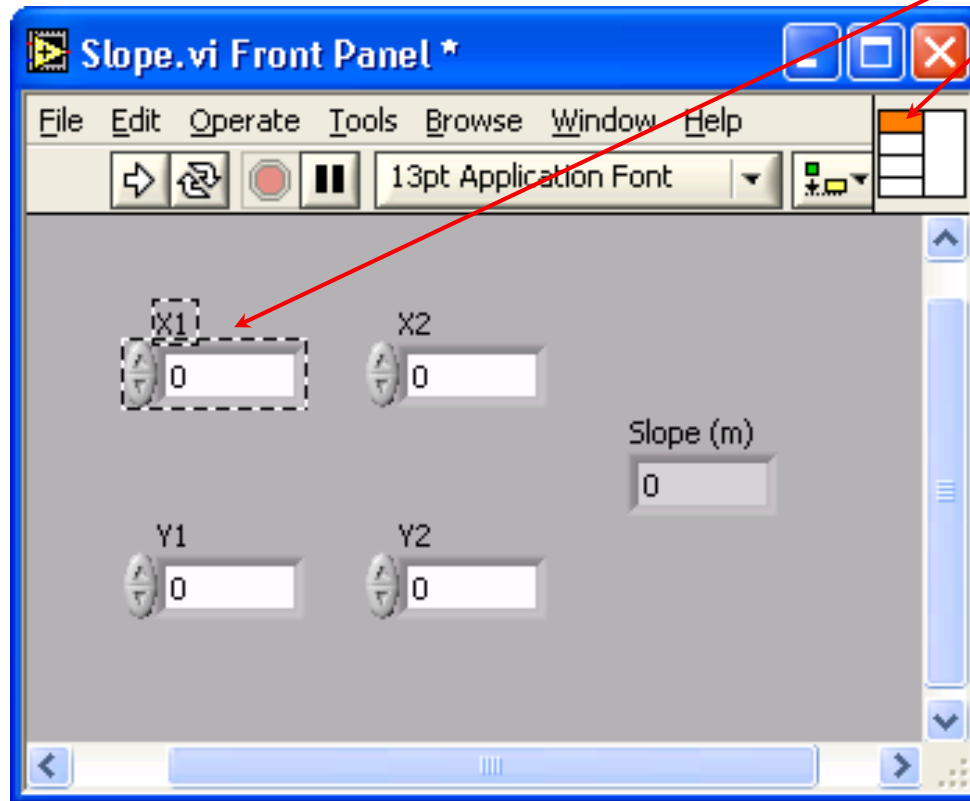 Slope.vi Front Panel *
File Edit Operate Tools Browse Window Help
13pt Application Font
X1 X2
0 0
Slope (m)
0
Y1 Y2
0 0